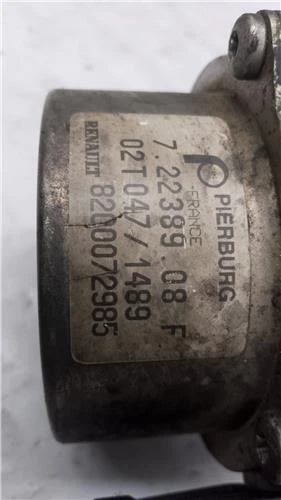 PIERBURG
-FRANCE
7.22389.08 F
02T047/1489
RENAULT 8200072985